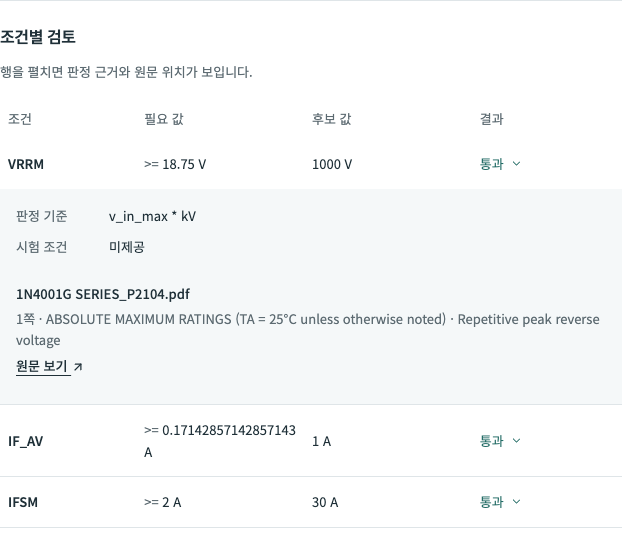 조건별 검토
행을 펼치면 판정 근거와 원문 위치가 보입니다.
조건 필요 값 후보 값 결과
VRRM >= 18.75 V 1000 V 통과
판정 기준 v_in_max * kV
시험 조건 미제공
1N4001G SERIES_P2104.pdf
1쪽 · ABSOLUTE MAXIMUM RATINGS (TA = 25°C unless otherwise noted) · Repetitive peak reverse
voltage
원문 보기 ↗
IF_AV >= 0.17142857142857143 A 1 A 통과
IFSM >= 2 A 30 A 통과